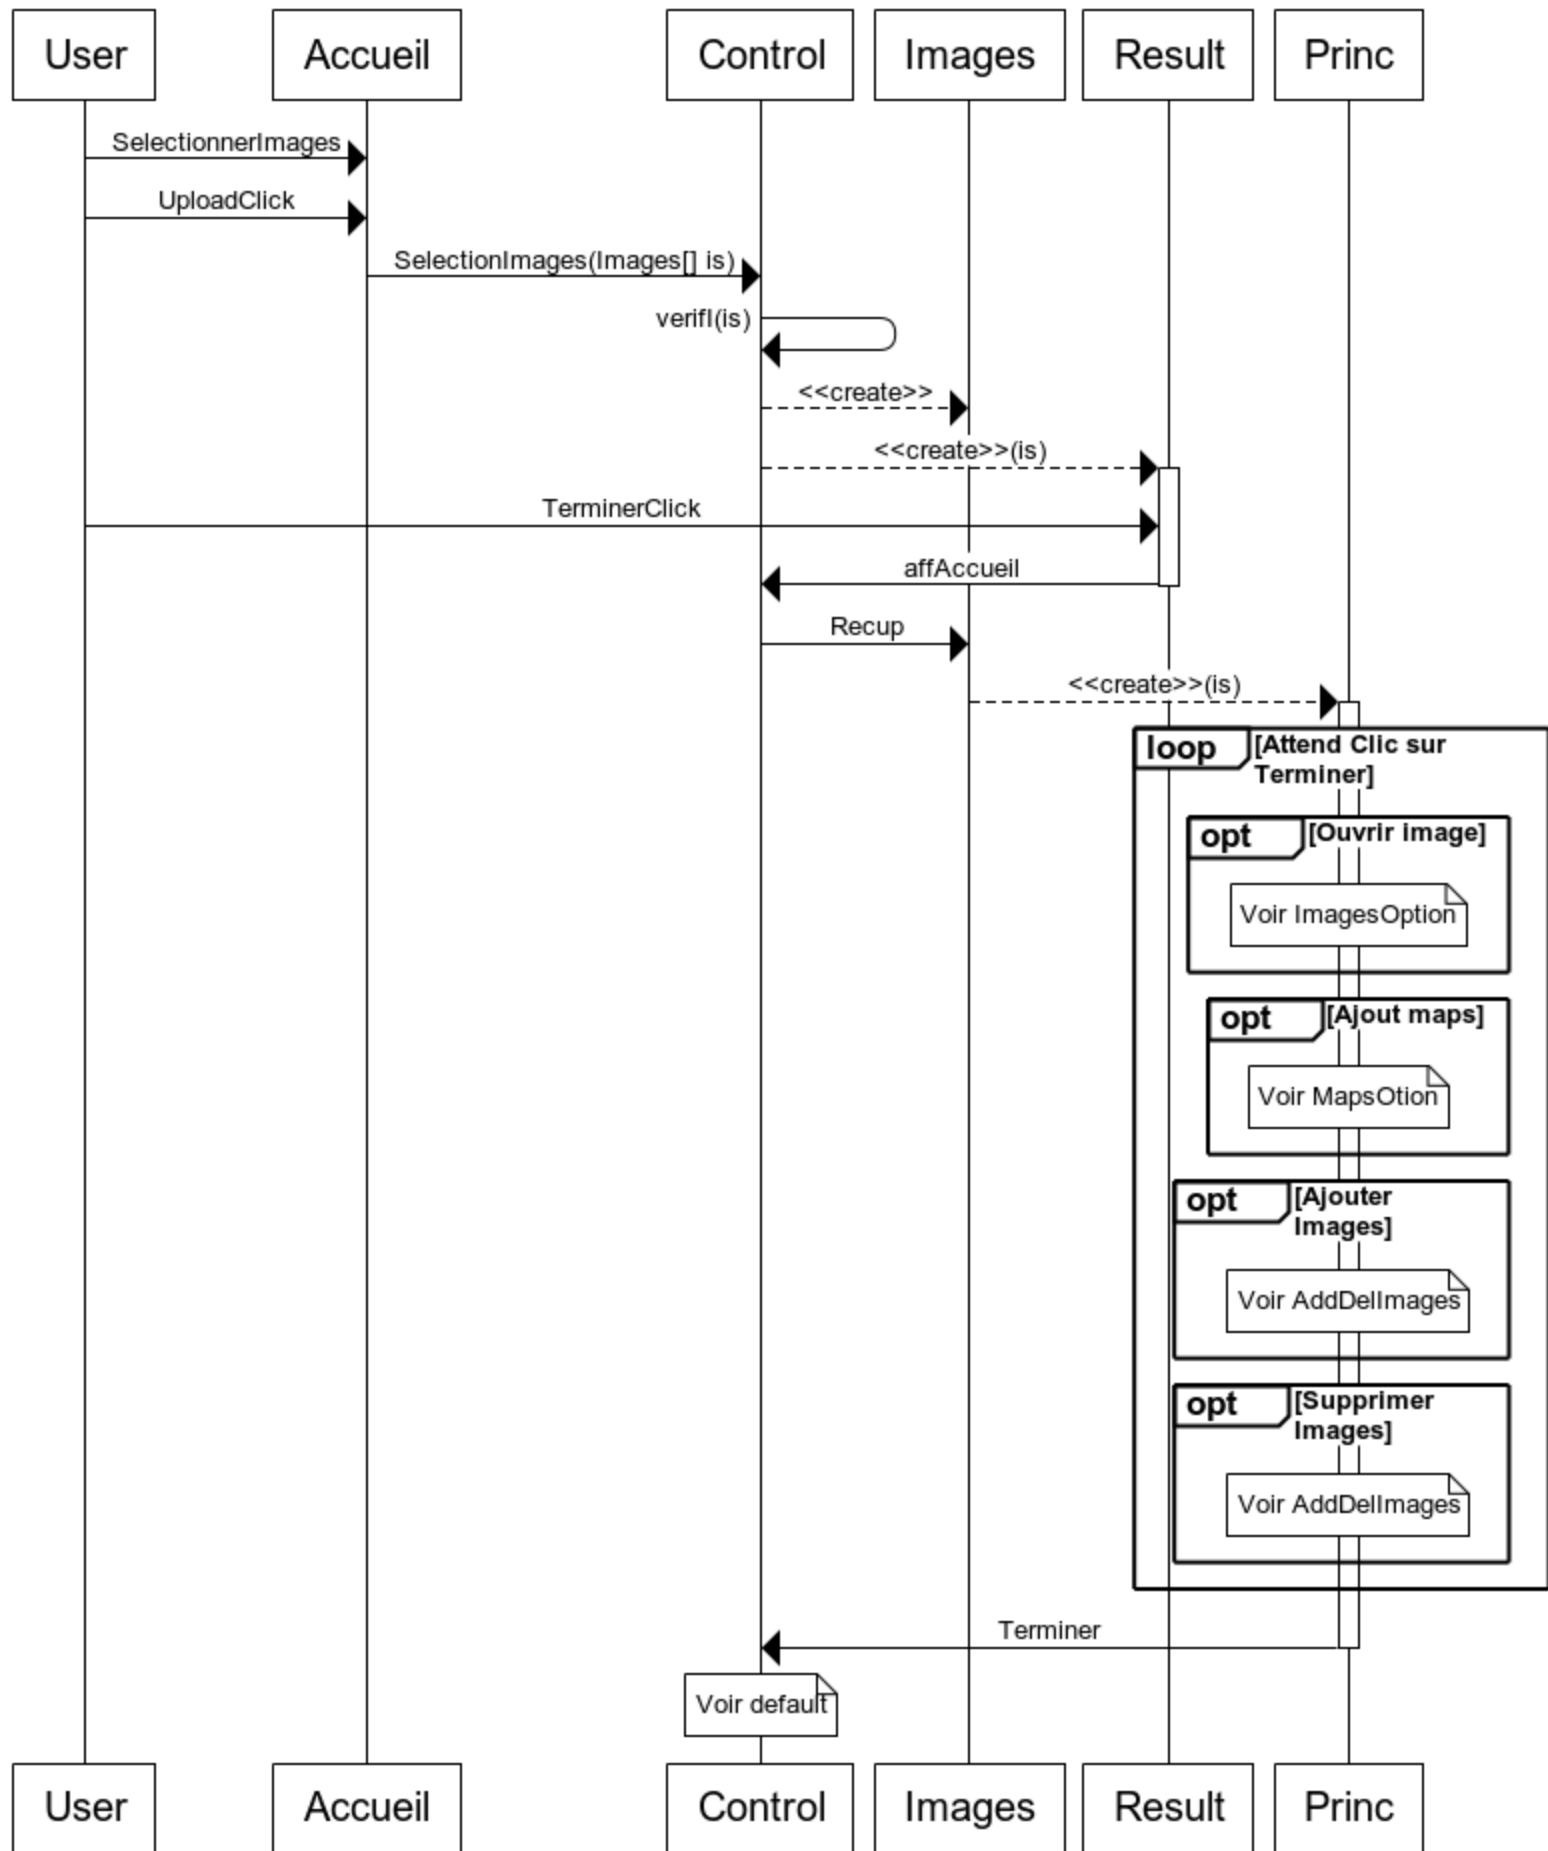 User
Accueil
Control
Images
Result
Princ
SelectionnerImages
UploadClick
SelectionImages(Images[] is)
verifI(is)
<<create>>
<<create>>(is)
TerminerClick
affAccueil
Recup
<<create>>(is)
loop
[Attend Clic sur
Terminer]
opt
[Ouvrir image]
Voir ImagesOption
opt
[Ajout maps]
Voir MapsOtion
opt
[Ajouter
Images]
Voir AddDelImages
opt
[Supprimer
Images]
Voir AddDelImages
Terminer
Voir default
User
Accueil
Control
Images
Result
Princ